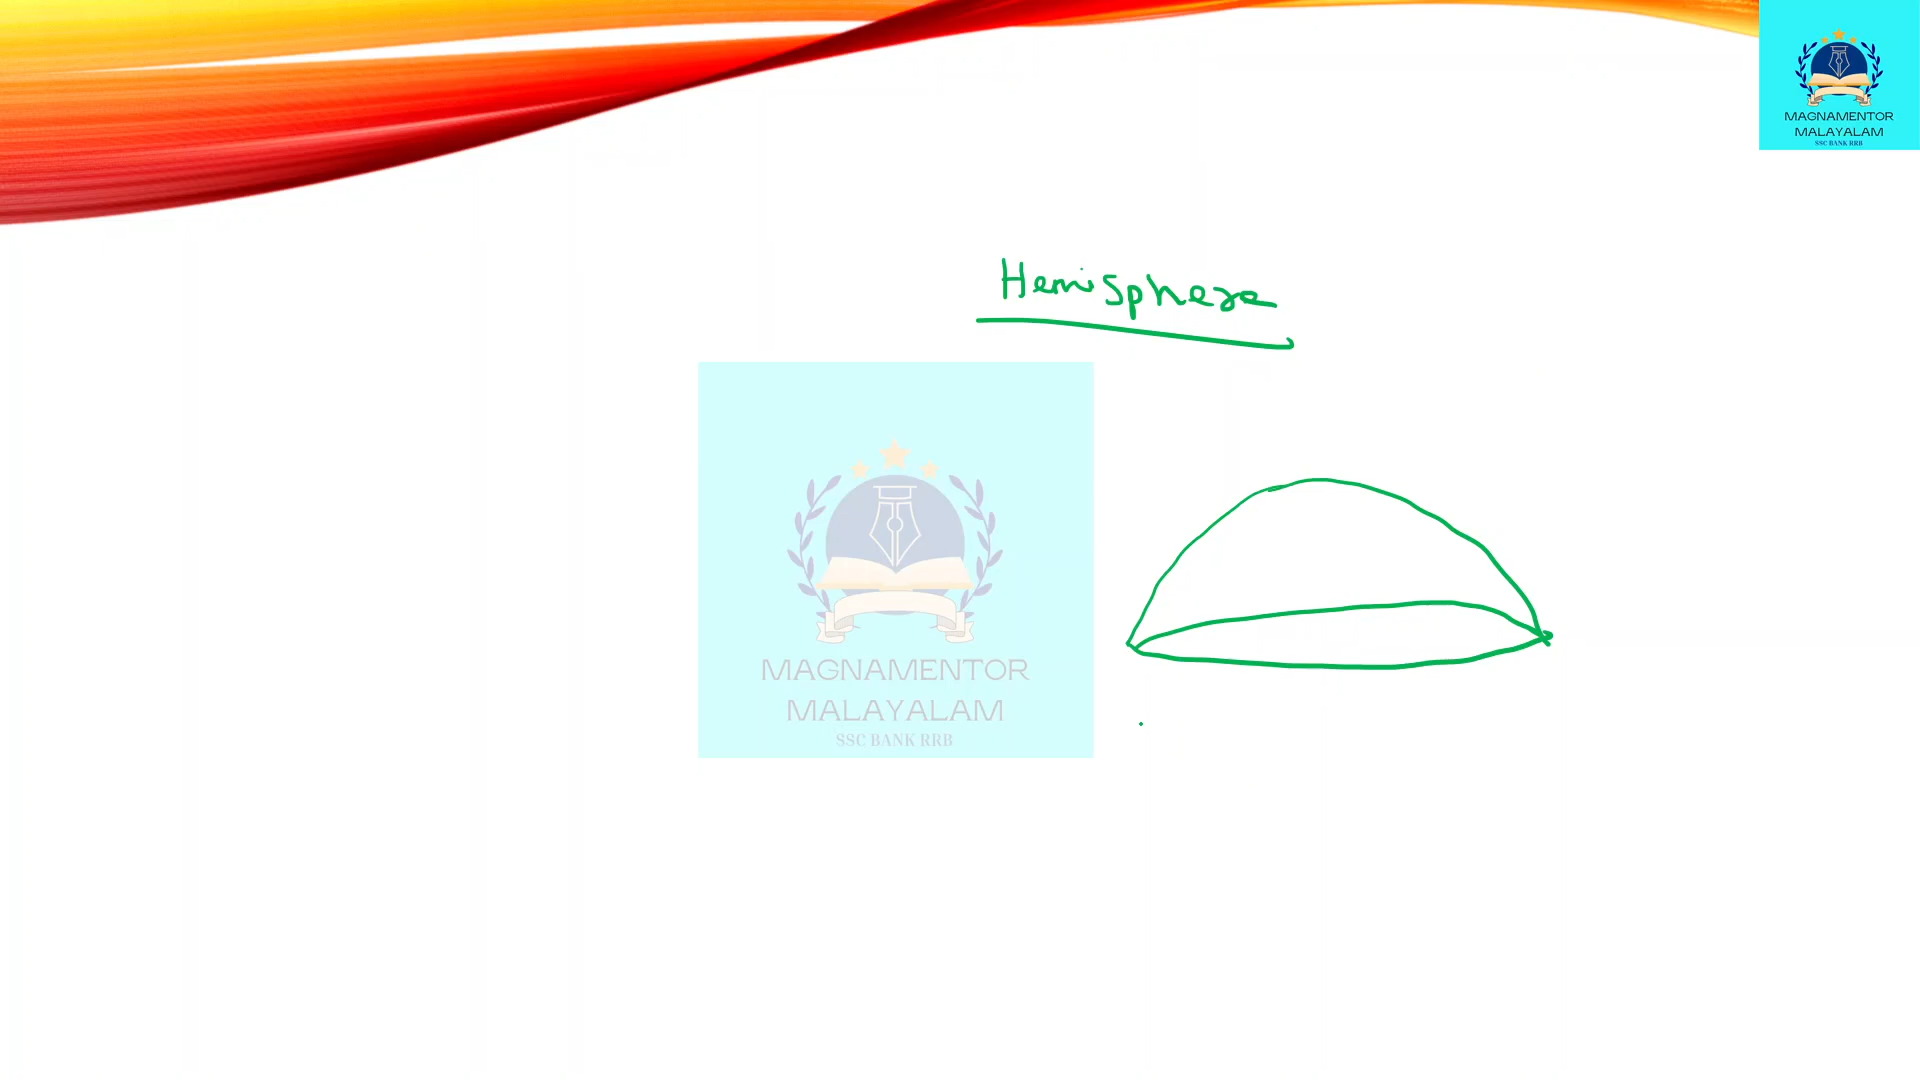 MAGNAMENTOR
MALAYALAM
SSC BANK RRB
Hemisphere
MAGNAMENTOR
MALAYALAM
SSC BANK RRB